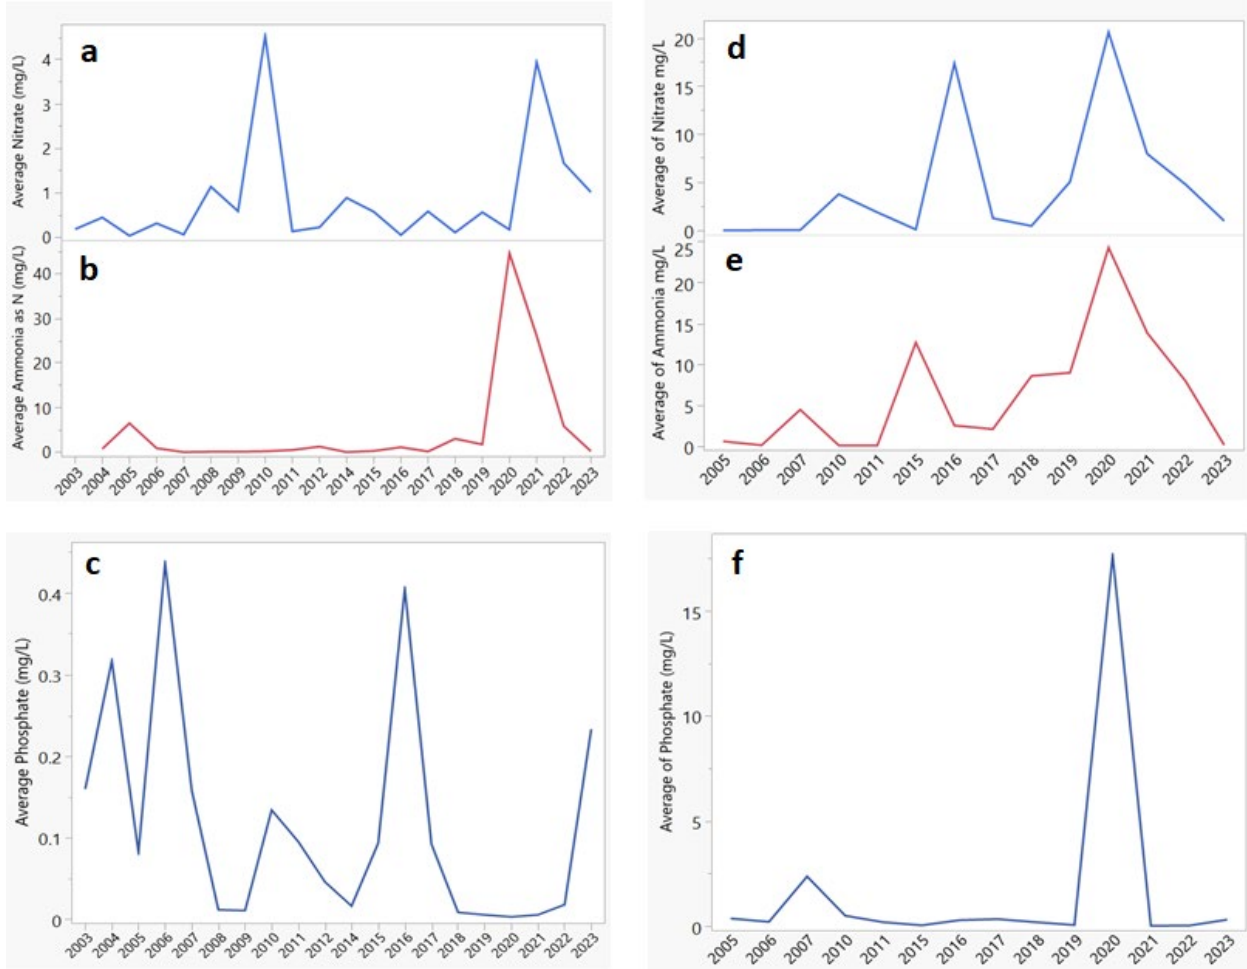 a
Average Nitrate (mg/L)
4
3
2
1
0
b
Average Ammonia as N (mg/L)
40
30
20
10
0
2003 2004 2005 2006 2007 2008 2009 2010 2011 2012 2014 2015 2016 2017 2018 2019 2020 2021 2022 2023
d
Average of Nitrate mg/L
20
15
10
5
0
e
Average of Ammonia mg/L
25
20
15
10
5
0
2005 2006 2007 2010 2011 2015 2016 2017 2018 2019 2020 2021 2022 2023
c
Average Phosphate (mg/L)
0.4
0.3
0.2
0.1
0
2003 2004 2005 2006 2007 2008 2009 2010 2011 2012 2014 2015 2016 2017 2018 2019 2020 2021 2022 2023
f
Average of Phosphate (mg/L)
15
10
5
0
2005 2006 2007 2010 2011 2015 2016 2017 2018 2019 2020 2021 2022 2023